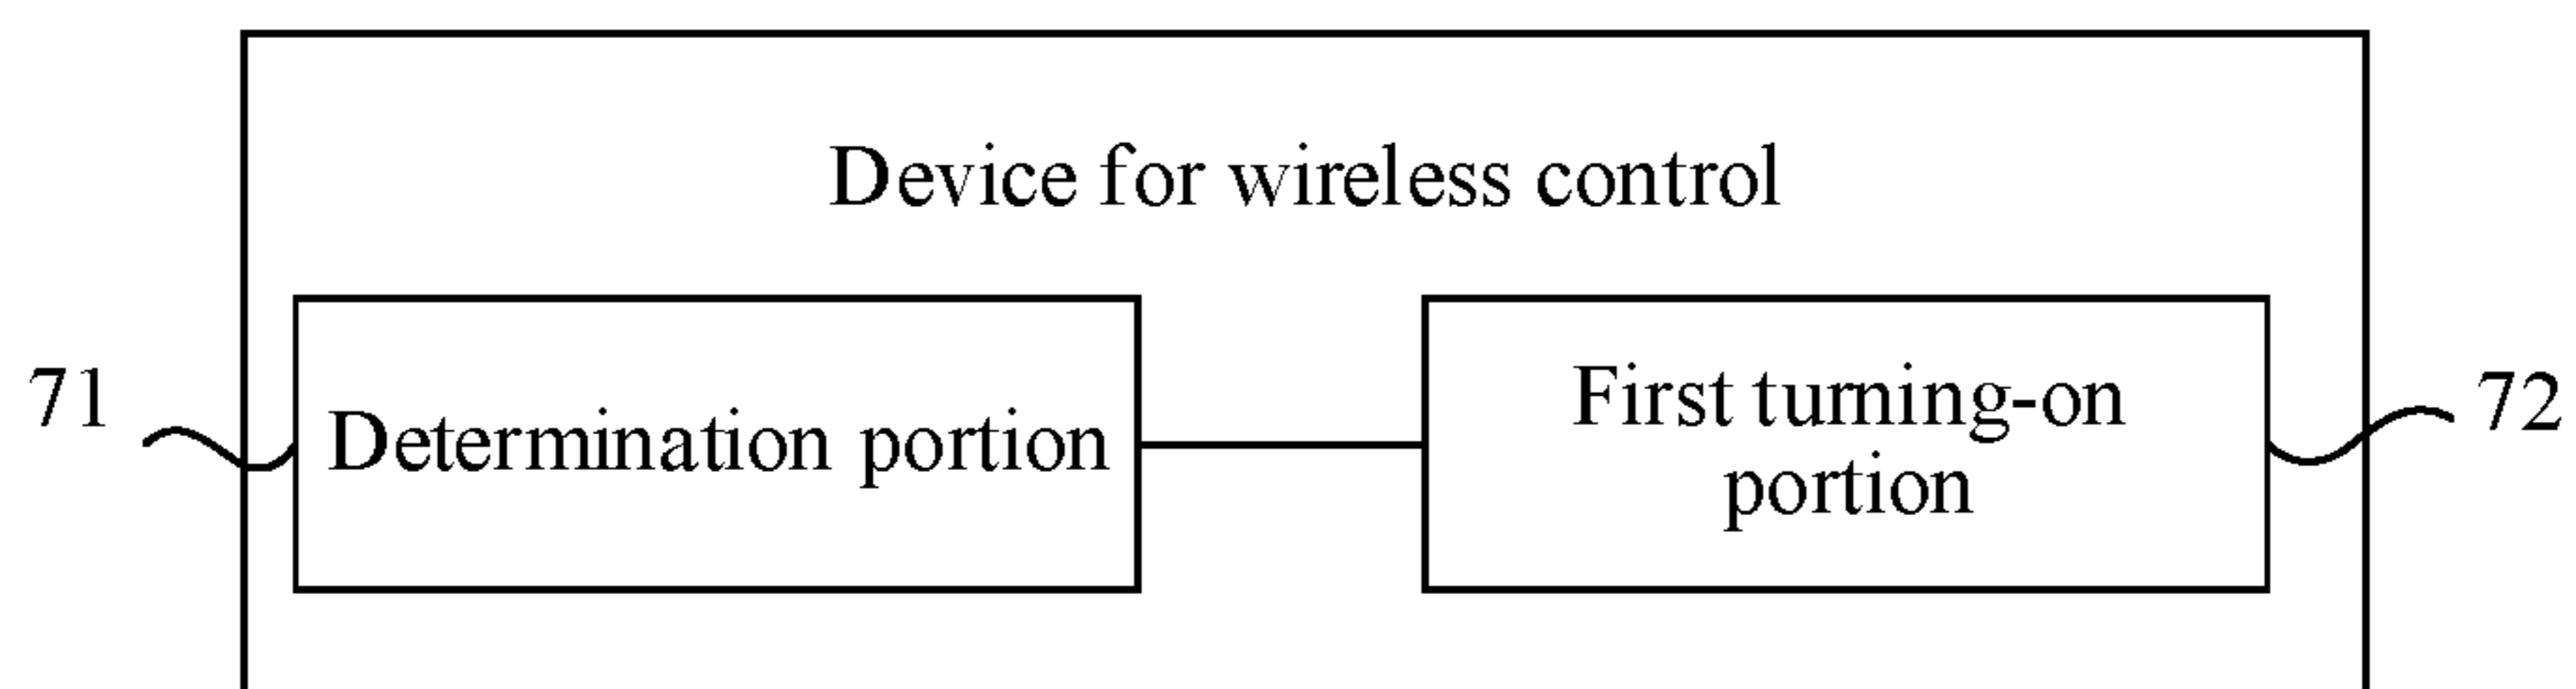 Device for wireless control
71
Determination portion
First turning-on
portion
72